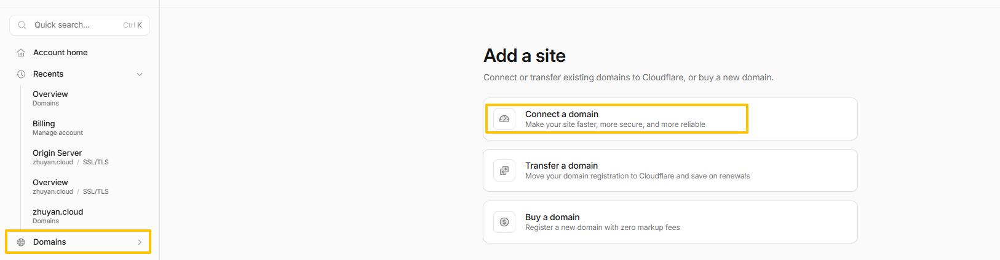 Quick search... Ctrl K
Account home
Recents
Overview
Domains
Billing
Manage account
Origin Server
zhuyan.cloud / SSL/TLS
Overview
zhuyan.cloud / SSL/TLS
zhuyan.cloud
Domains
Domains
Add a site
Connect or transfer existing domains to Cloudflare, or buy a new domain.
Connect a domain
Make your site faster, more secure, and more reliable
Transfer a domain
Move your domain registration to Cloudflare and save on renewals
Buy a domain
Register a new domain with zero markup fees